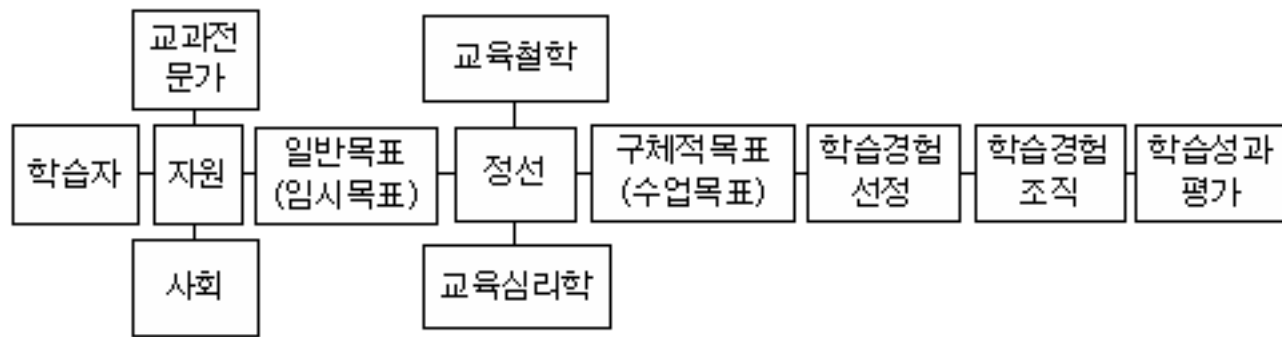 교과전
문가
교육철학
학습자
자원
일반목표
(임시목표)
정선
구체적목표
(수업목표)
학습경험
선정
학습경험
조직
학습성과
평가
사회
교육심리학